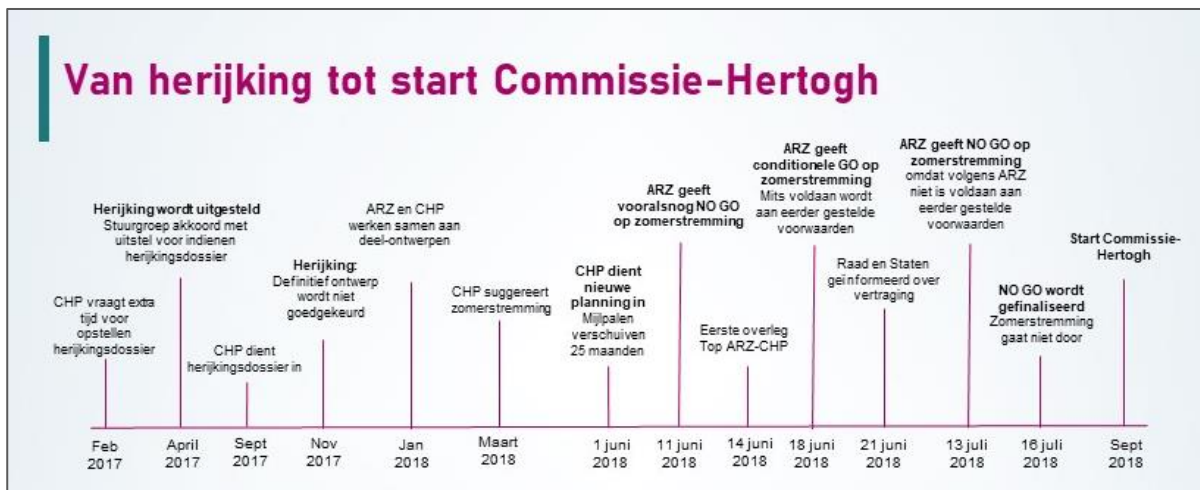 Van herijking tot start Commissie-Hertogh
CHP vraagt extra
tijd voor
opstellen
herijkingsdossier
Herijking wordt uitgesteld
Stuurgroep akkoord met
uitstel voor indienen
herijkingsdossier
CHP dient
herijkingsdossier in
Herijking:
Definitief ontwerp
wordt niet
goedgekeurd
ARZ en CHP
werken samen aan
deel-ontwerpen
CHP suggereert
zomerstremming
CHP dient
nieuwe
planning in
Mijlpalen
verschuiven
25 maanden
ARZ geeft
vooralsnog NO GO
op zomerstremming
Eerste overleg
Top ARZ-CHP
ARZ geeft
conditionele GO op
zomerstremming
Mits voldaan wordt
aan eerder gestelde
voorwaarden
Raad en Staten
geïnformeerd over
vertraging
ARZ geeft NO GO op
zomerstremming
omdat volgens ARZ
niet is voldaan aan
eerder gestelde
voorwaarden
NO GO wordt
gefinaliseerd
Zomerstremming
gaat niet door
Start Commissie-
Hertogh
Feb
2017
April
2017
Sept
2017
Nov
2017
Jan
2018
Maart
2018
1 juni
2018
11 juni
2018
14 juni
2018
18 juni
2018
21 juni
2018
13 juli
2018
16 juli
2018
Sept
2018